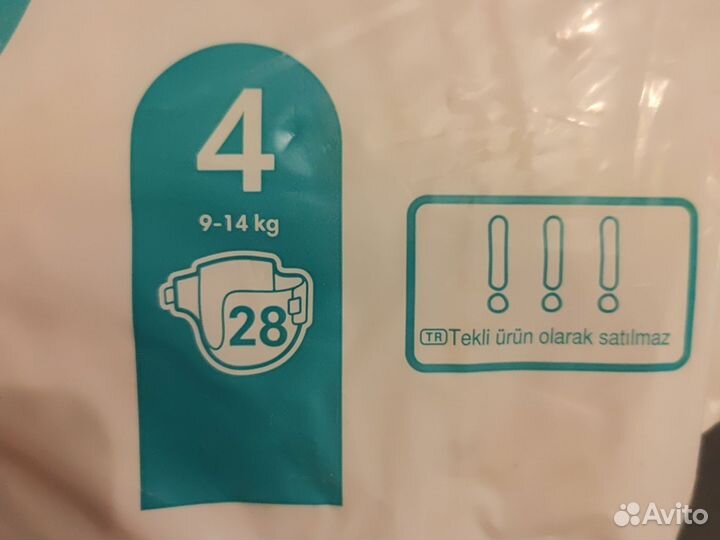 4
9-14 kg
28
!!!
TR Tekli ürün olarak satılmaz
Avito